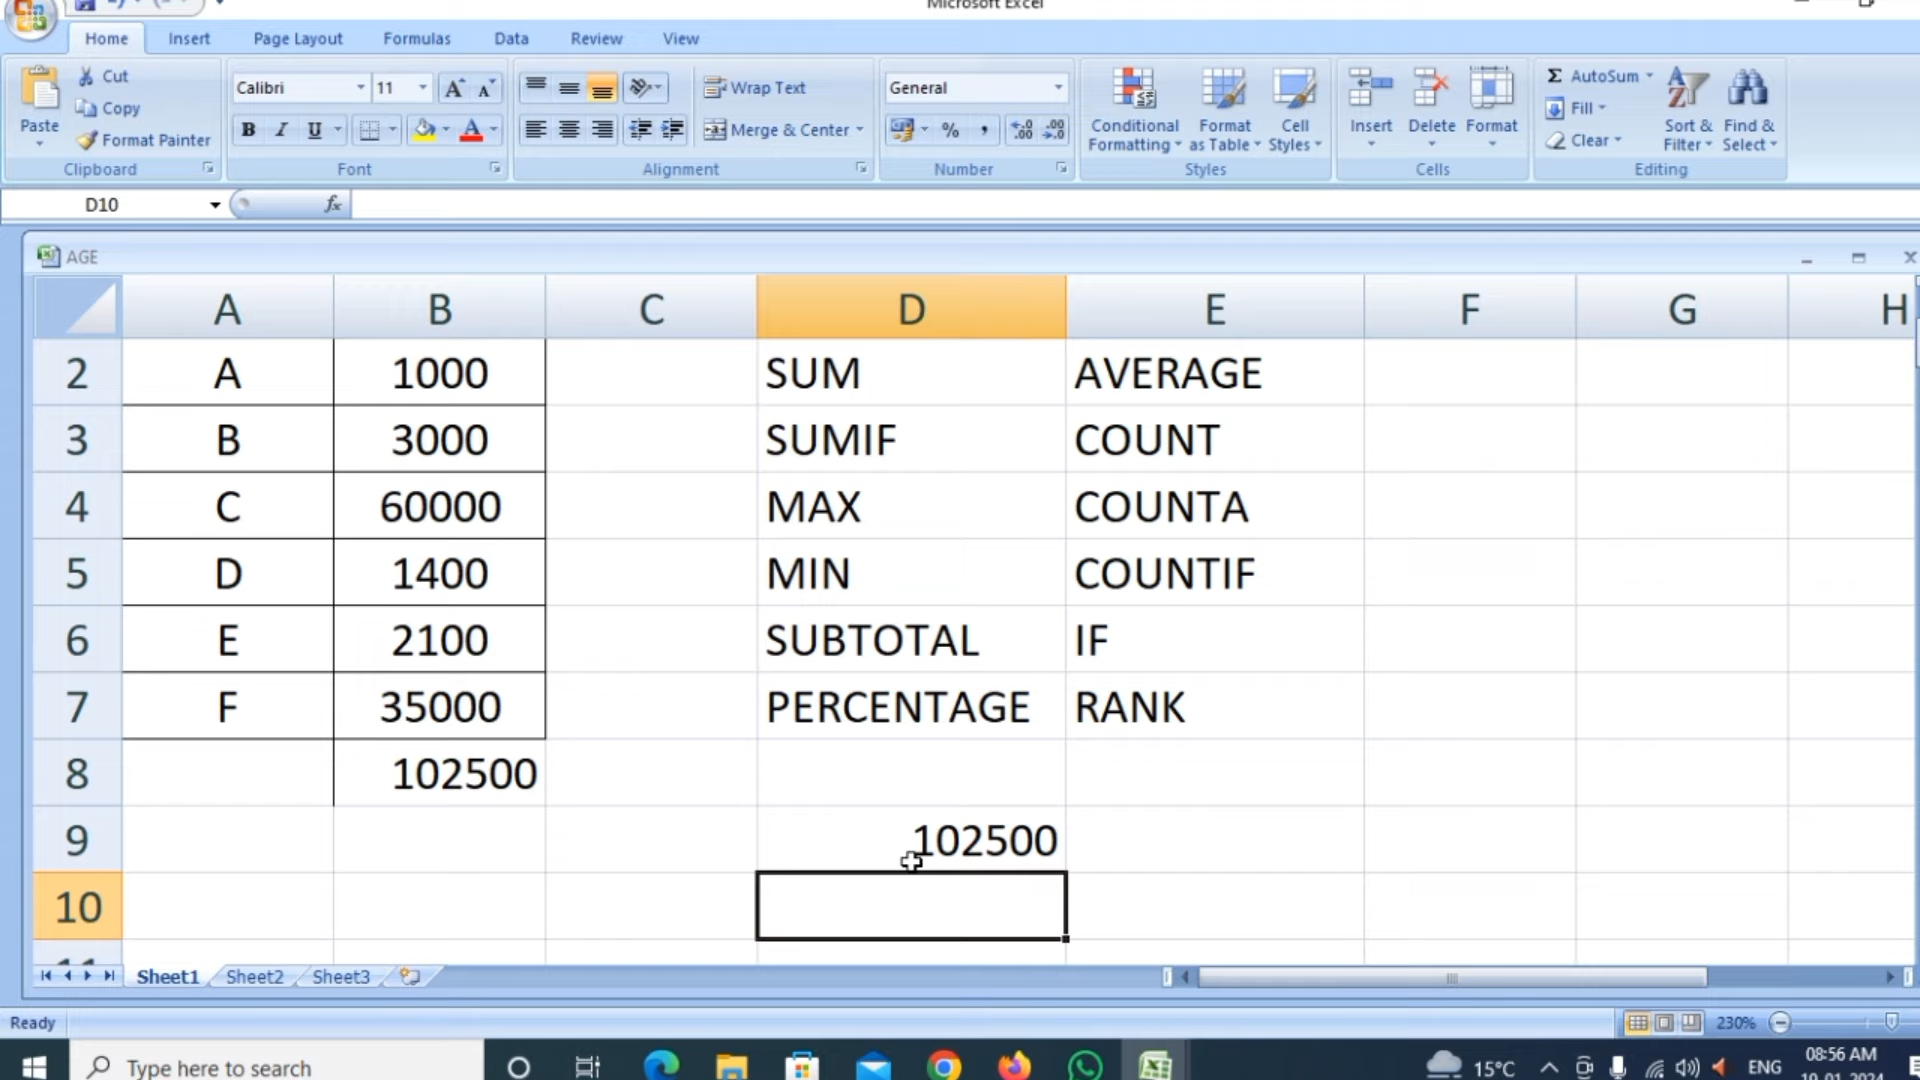 Microsoft Excel
Home Insert Page Layout Formulas Data Review View
Paste
Cut
Copy
Format Painter
Clipboard
Calibri 11
B I U
Font
Wrap Text
Merge & Center
Alignment
General
%
Number
Conditional Formatting
Format as Table
Cell Styles
Styles
Insert Delete Format
Cells
Σ AutoSum
Fill
Clear
Sort & Filter
Find & Select
Editing
D10 fx
AGE
A B C D E F G H
2 A 1000 SUM AVERAGE
3 B 3000 SUMIF COUNT
4 C 60000 MAX COUNTA
5 D 1400 MIN COUNTIF
6 E 2100 SUBTOTAL IF
7 F 35000 PERCENTAGE RANK
8 102500
9 102500
10
Sheet1 Sheet2 Sheet3
Ready 230%
Type here to search 15°C ENG 08:56 AM
19-01-2024